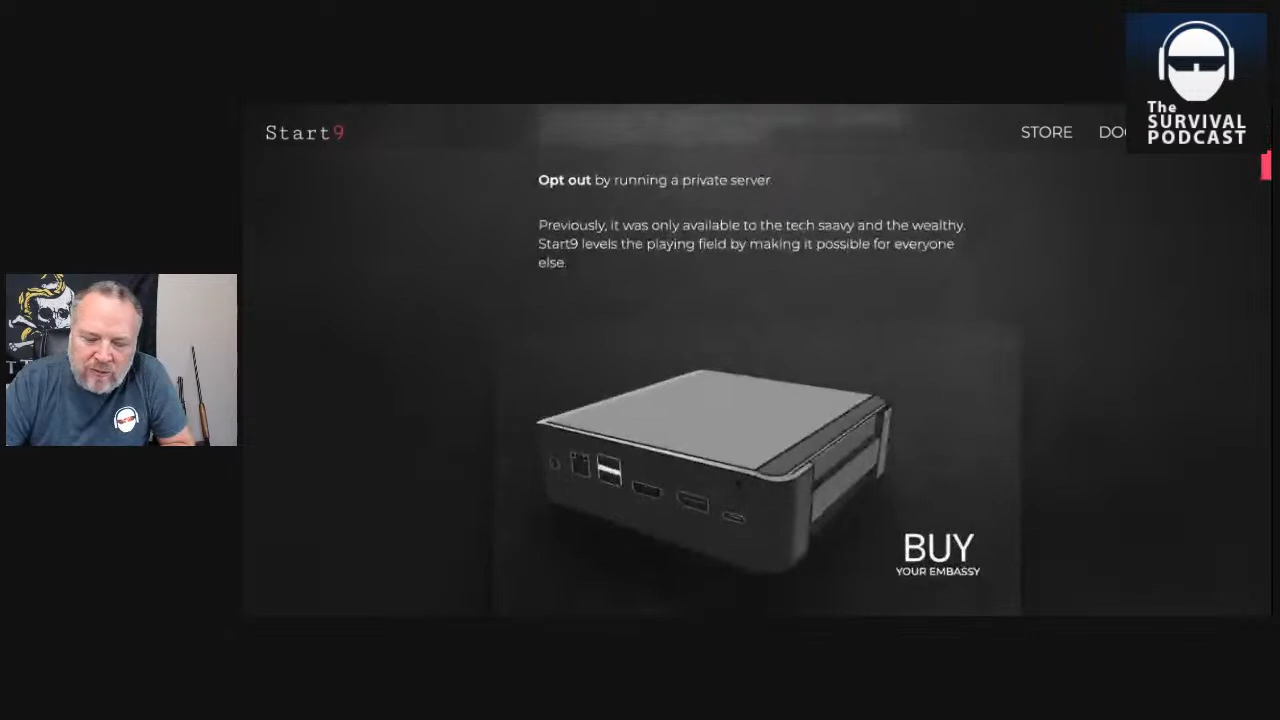 The
SURVIVAL
PODCAST
Start9
STORE
Opt out by running a private server.
Previously, it was only available to the tech saavy and the wealthy.
Start9 levels the playing field by making it possible for everyone
else.
BUY
YOUR EMBASSY